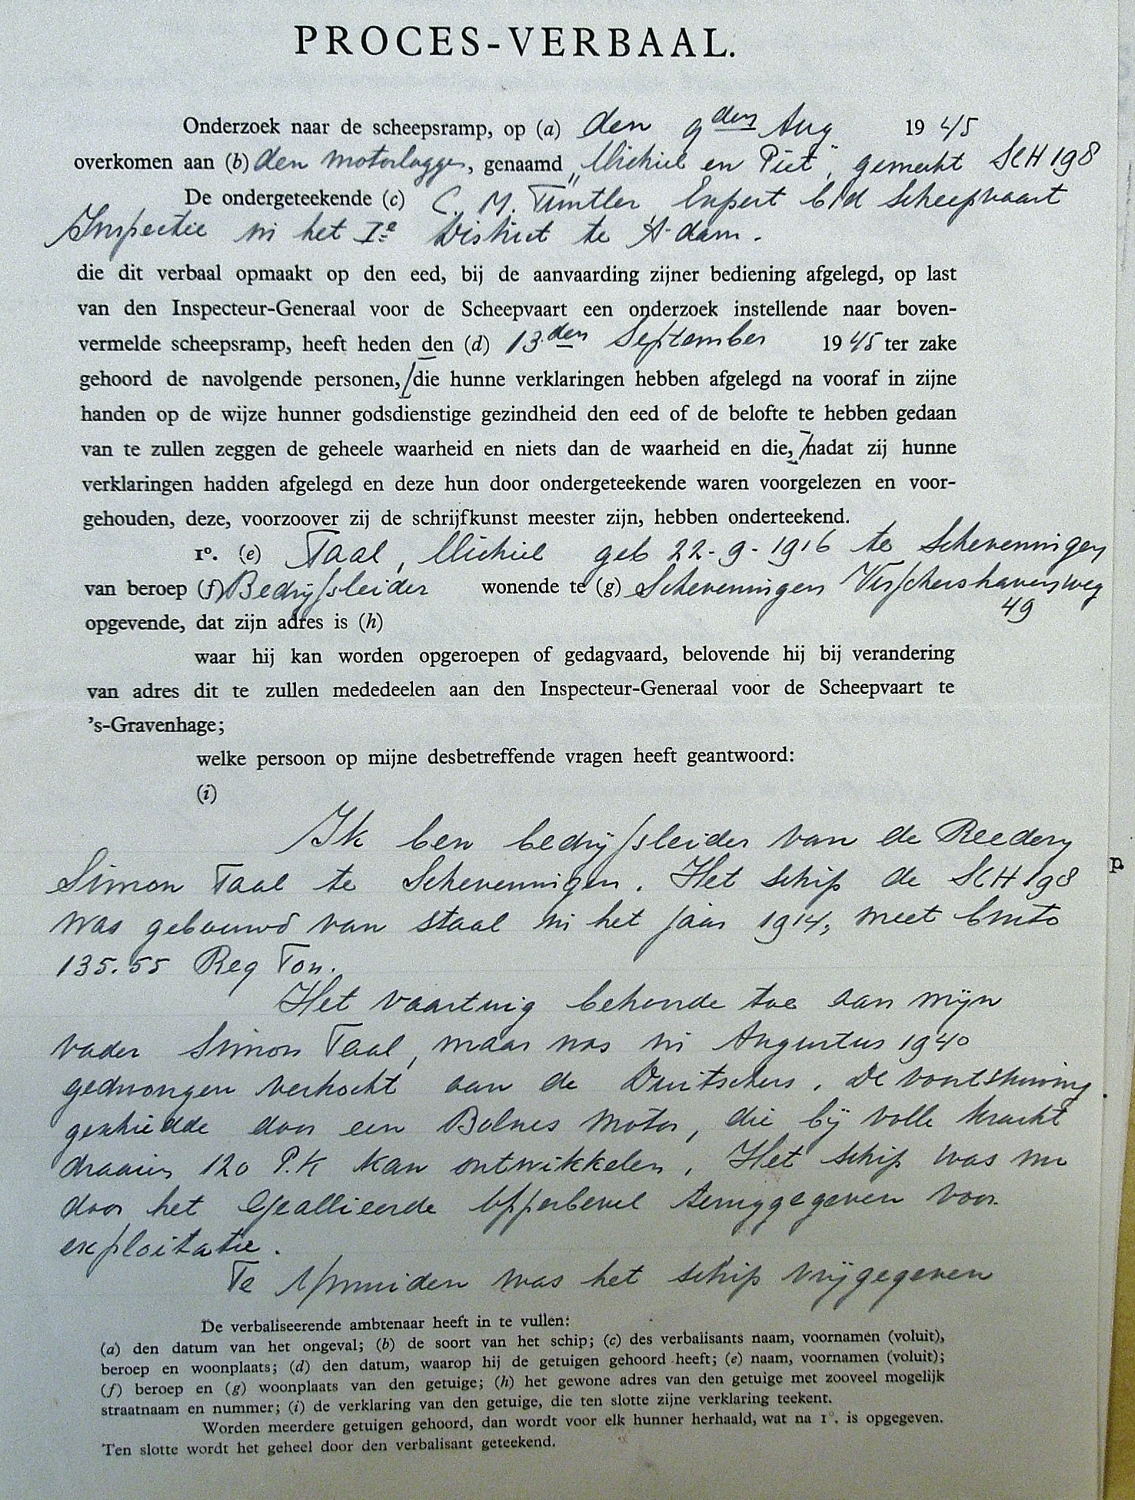 PROCES-VERBAAL.
Onderzoek naar de scheepsramp, op (a) den 9den Aug 1945
overkomen aan (b) den motorlogger, genaamd „Michiel en Piet", gemerkt SCH 198
De ondergeteekende (c) C. M. Expert b/d Scheepvaart
Inspectie in het Ie District te A-dam.
die dit verbaal opmaakt op den eed, bij de aanvaarding zijner bediening afgelegd, op last
van den Inspecteur-Generaal voor de Scheepvaart een onderzoek instellende naar boven-
vermelde scheepsramp, heeft heden den (d) 13.den September 1945 ter zake
gehoord de navolgende personen, die hunne verklaringen hebben afgelegd na vooraf in zijne
handen op de wijze hunner godsdienstige gezindheid den eed of de belofte te hebben gedaan
van te zullen zeggen de geheele waarheid en niets dan de waarheid en die, nadat zij hunne
verklaringen hadden afgelegd en deze hun door ondergeteekende waren voorgelezen en voor-
gehouden, deze, voorzoover zij de schrijfkunst meester zijn, hebben onderteekend.
1°. (e) Taal, Michiel geb 22-9-1916 te Scheveningen
van beroep (f) Bedrijfsleider wonende te (g) Scheveningen Visschershavenweg
49
opgevende, dat zijn adres is (h)
waar hij kan worden opgeroepen of gedagvaard, belovende hij bij verandering
van adres dit te zullen mededeelen aan den Inspecteur-Generaal voor de Scheepvaart te
's-Gravenhage;
welke persoon op mijne desbetreffende vragen heeft geantwoord:
(i)
Ik ben bedrijfsleider van de Reedery
Simon Taal te Scheveningen. Het schip de SCH 198
was gebouwd van staal in het jaar 1914, meet bruto
135.55 Reg Ton.
Het vaartuig behoorde toe aan mijn
vader Simon Taal, maar was in Augustus 1940
gedwongen verkocht aan de Duitschers. De voortstuwing
geschiedde door een Bolnes Motor, die bij volle kracht
draaien 120 P.K kan ontwikkelen. Het schip was nu
door het Geallieerde Opperbevel teruggegeven voor
exploitatie.
Te IJmuiden was het schip vrijgegeven
De verbaliseerende ambtenaar heeft in te vullen:
(a) den datum van het ongeval; (b) de soort van het schip; (c) des verbalisants naam, voornamen (voluit),
beroep en woonplaats; (d) den datum, waarop hij de getuigen gehoord heeft; (e) naam, voornamen (voluit);
(f) beroep en (g) woonplaats van den getuige; (h) het gewone adres van den getuige met zooveel mogelijk
straatnaam en nummer; (i) de verklaring van den getuige, die ten slotte zijne verklaring teekent.
Worden meerdere getuigen gehoord, dan wordt voor elk hunner herhaald, wat na 1°. is opgegeven.
Ten slotte wordt het geheel door den verbalisant geteekend.
p